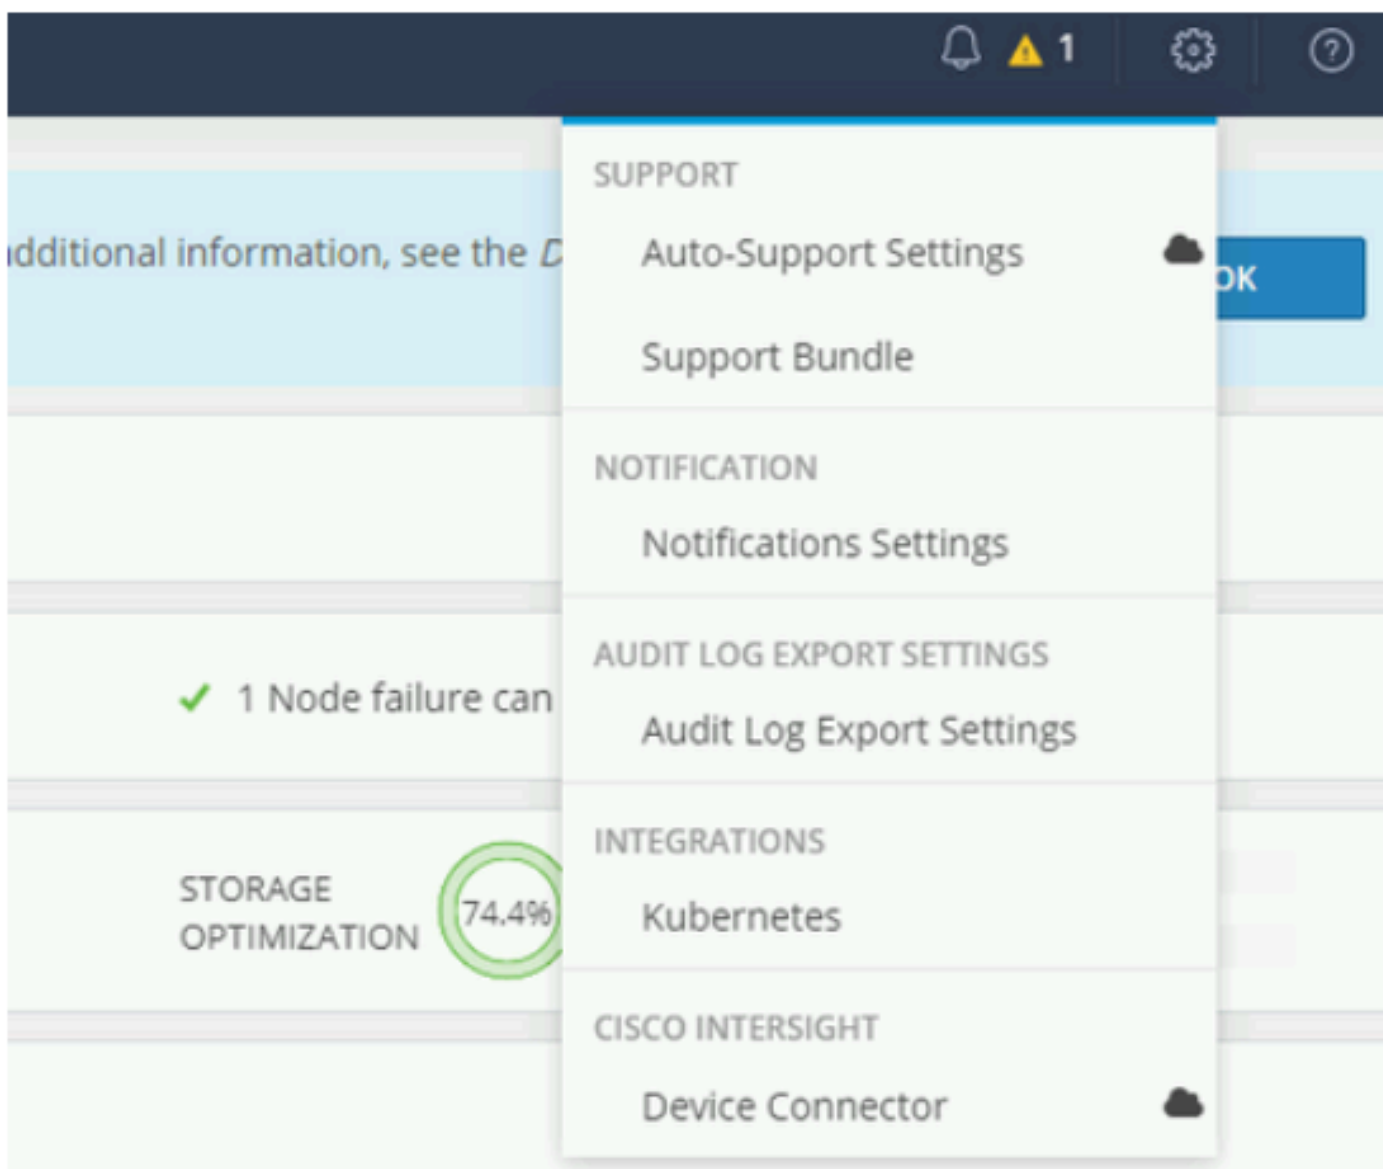 1
SUPPORT
additional information, see the D
Auto-Support Settings
OK
Support Bundle
NOTIFICATION
Notifications Settings
AUDIT LOG EXPORT SETTINGS
1 Node failure can
Audit Log Export Settings
INTEGRATIONS
STORAGE
OPTIMIZATION
74.4%
Kubernetes
CISCO INTERSIGHT
Device Connector